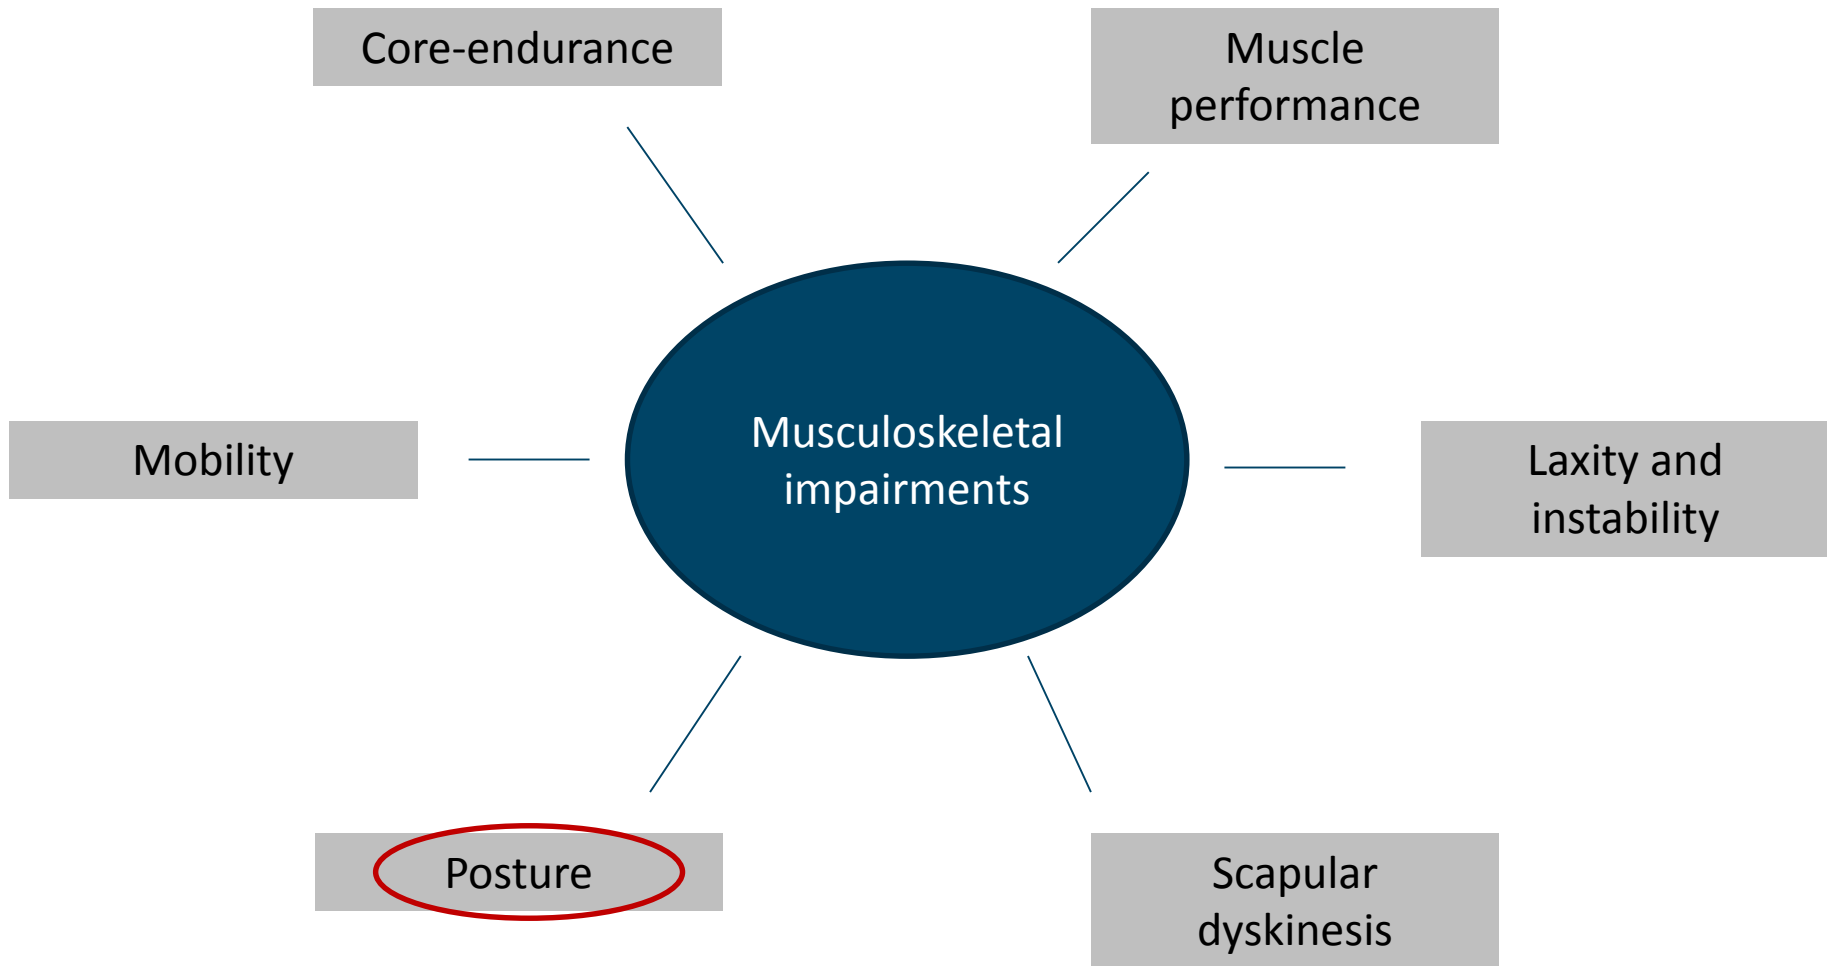 Core-endurance
Muscle
performance
Mobility
Musculoskeletal
impairments
Laxity and
instability
Posture
Scapular
dyskinesis